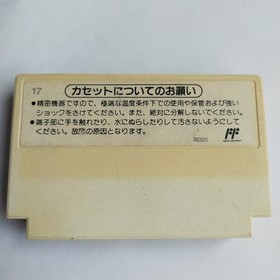 17
カセットについてのお願い
●精密機器ですので、極端な温度条件下での使用や保管および強い
ショックをさけてください。また、絶対に分解しないでください。
●端子部に手を触れたり、水にぬらしたりして汚さないようにして
ください。故障の原因となります。